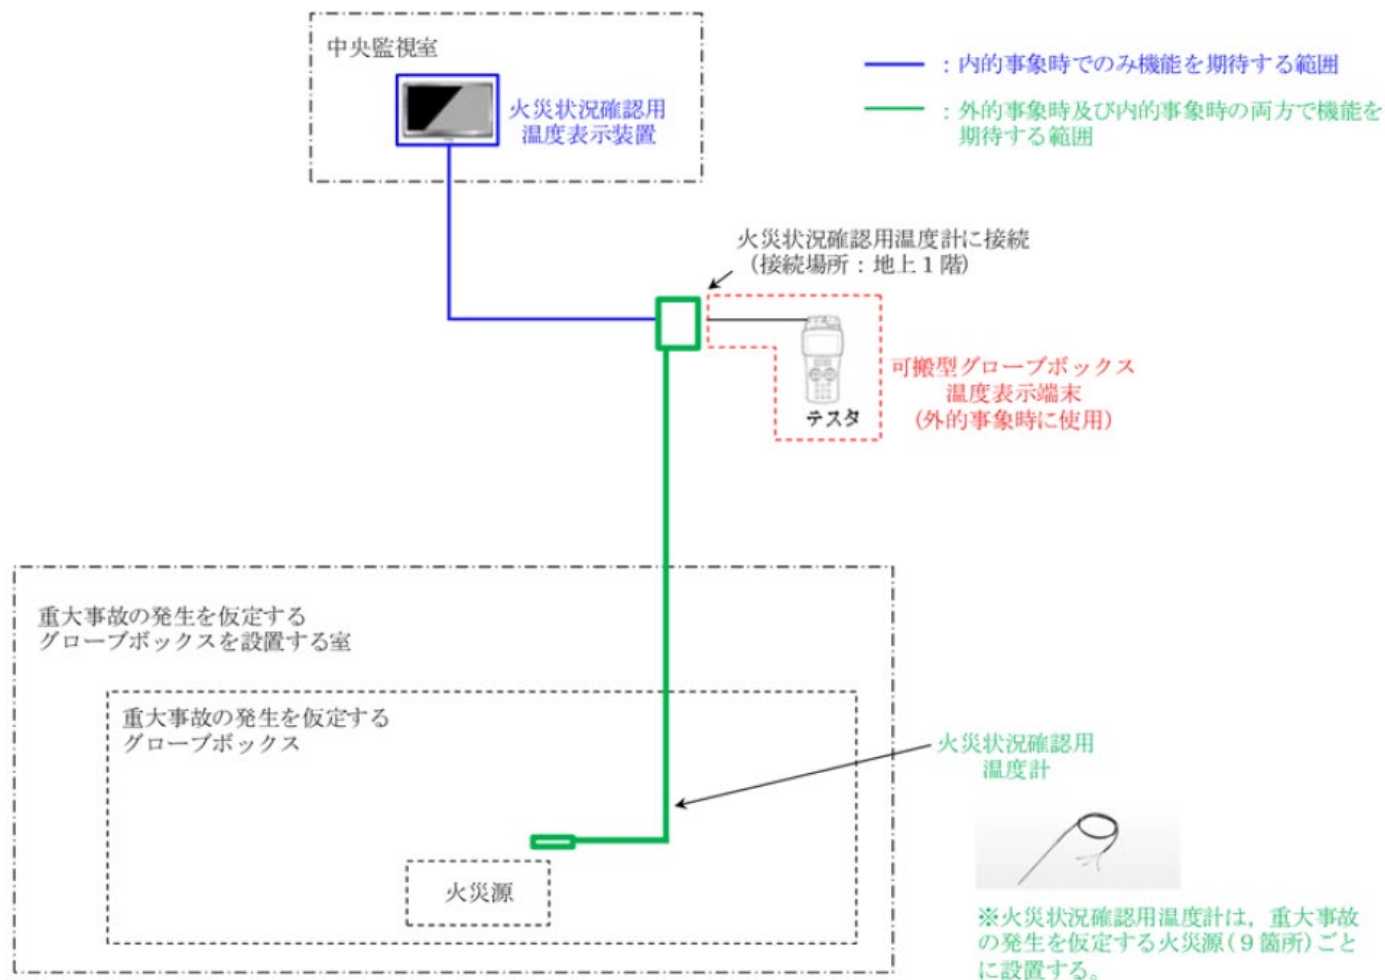 中央監視室
火災状況確認用
温度表示装置
：内的事象時でのみ機能を期待する範囲
：外的事象時及び内的事象時の両方で機能を
期待する範囲
火災状況確認用温度計に接続
（接続場所：地上１階）
テスタ
可搬型グローブボックス
温度表示端末
（外的事象時に使用）
重大事故の発生を仮定する
グローブボックスを設置する室
重大事故の発生を仮定する
グローブボックス
火災源
火災状況確認用
温度計
※火災状況確認用温度計は，重大事故
の発生を仮定する火災源（９箇所）ごと
に設置する。